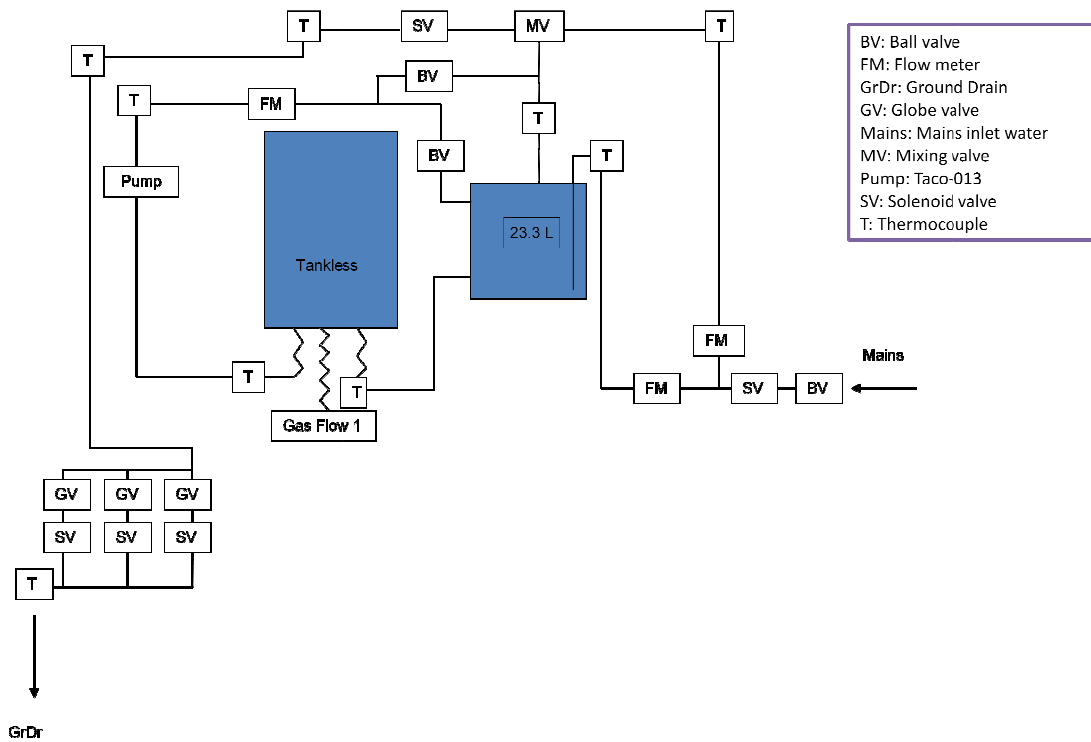 T
SV
MV
T
T
BV
T
FM
T
BV
T
Pump
23.3 L
Tankless
FM
Mains
T
T
FM
SV
BV
Gas Flow 1
GV
GV
GV
SV
SV
SV
T
GrDr
BV: Ball valve
FM: Flow meter
GrDr: Ground Drain
GV: Globe valve
Mains: Mains inlet water
MV: Mixing valve
Pump: Taco-013
SV: Solenoid valve
T: Thermocouple